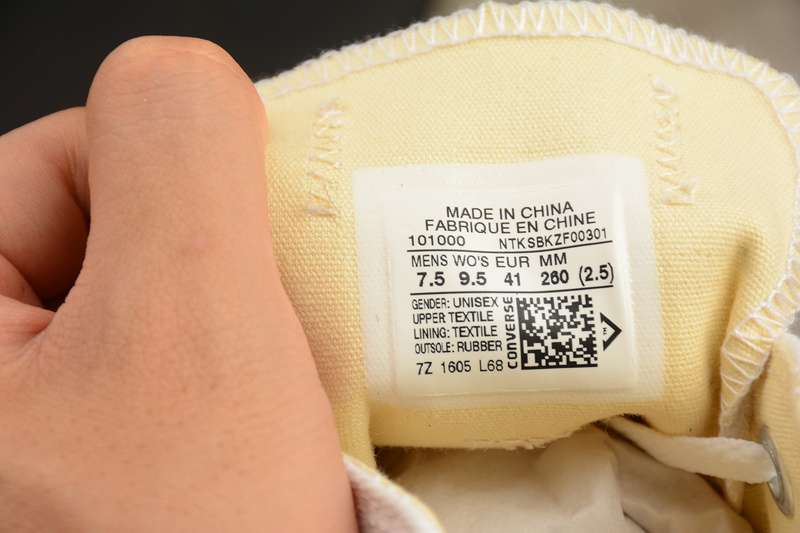 MADE IN CHINA
FABRIQUE EN CHINE
101000 NTKSBKZF00301
MENS WO'S EUR MM
7.5 9.5 41 260 (2.5)
GENDER: UNISEX
UPPER: TEXTILE
LINING: TEXTILE
OUTSOLE: RUBBER
7Z 1605 L68
CONVERSE
TM